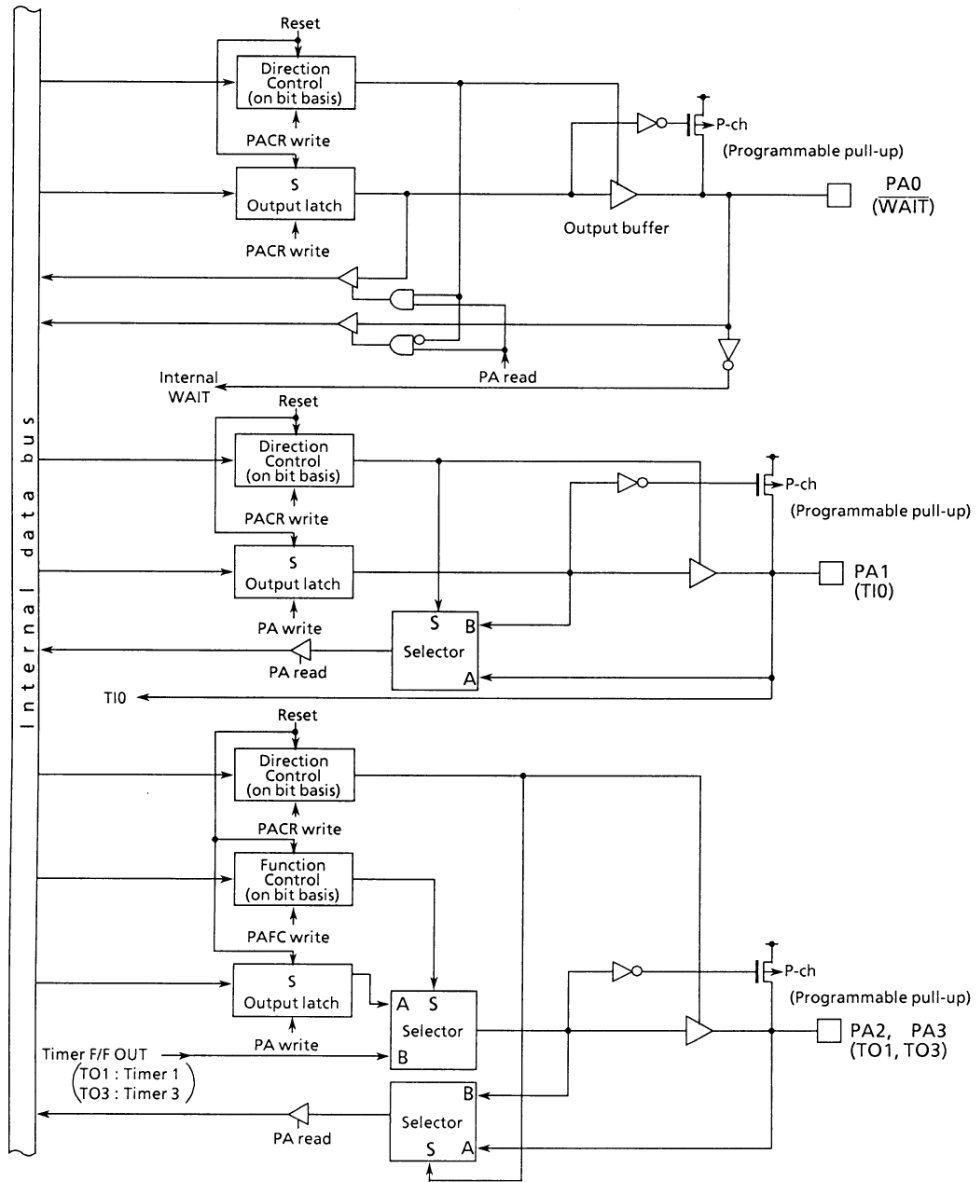 Internal data bus
Reset
Direction
Control
(on bit basis)
PACR write
S
Output latch
PACR write
P-ch
(Programmable pull-up)
Output buffer
PA0
(WAIT)
PA read
Internal
WAIT
Reset
Direction
Control
(on bit basis)
PACR write
S
Output latch
PA write
S B
Selector
A
PA read
TI0
P-ch
(Programmable pull-up)
PA1
(TI0)
Reset
Direction
Control
(on bit basis)
PACR write
Function
Control
(on bit basis)
PAFC write
S
Output latch
PA write
A S
Selector
B
Timer F/F OUT
(TO1 : Timer 1
TO3 : Timer 3)
B
Selector
S A
PA read
P-ch
(Programmable pull-up)
PA2, PA3
(TO1, TO3)